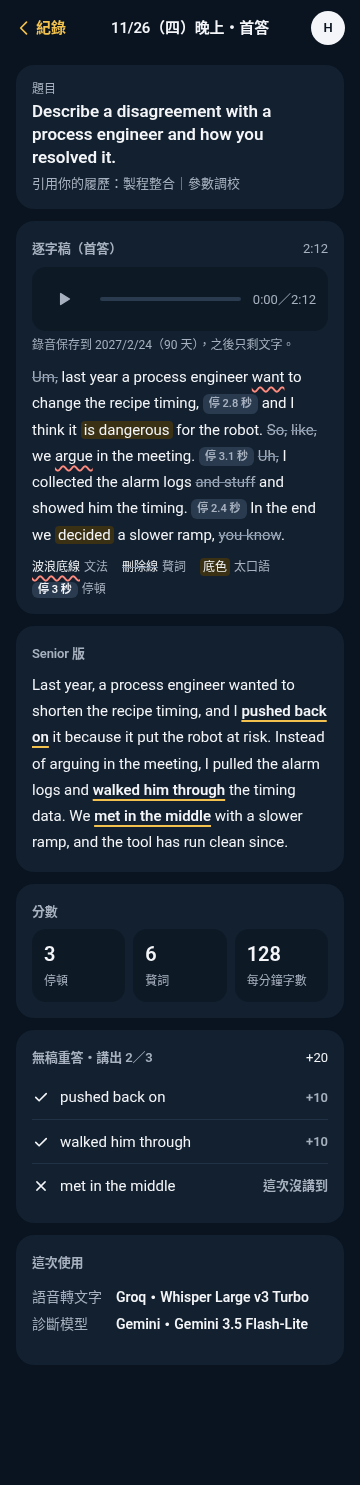 紀錄
11/26（四）晚上・首答
H
題目
Describe a disagreement with a
process engineer and how you
resolved it.
引用你的履歷：製程整合｜參數調校
逐字稿（首答）
2:12
0:00／2:12
錄音保存到 2027/2/24（90 天），之後只剩文字。
Um, last year a process engineer want to
change the recipe timing, 停 2.8 秒 and I
think it is dangerous for the robot. So, like,
we argue in the meeting. 停 3.1 秒 Uh, I
collected the alarm logs and stuff and
showed him the timing. 停 2.4 秒 In the end
we decided a slower ramp, you know.
波浪底線 文法 刪除線 贅詞 底色 太口語
停 3 秒 停頓
Senior 版
Last year, a process engineer wanted to
shorten the recipe timing, and I pushed back
on it because it put the robot at risk. Instead
of arguing in the meeting, I pulled the alarm
logs and walked him through the timing
data. We met in the middle with a slower
ramp, and the tool has run clean since.
分數
3
停頓
6
贅詞
128
每分鐘字數
無稿重答・講出 2／3
+20
pushed back on
+10
walked him through
+10
met in the middle
這次沒講到
這次使用
語音轉文字 Groq・Whisper Large v3 Turbo
診斷模型 Gemini・Gemini 3.5 Flash-Lite